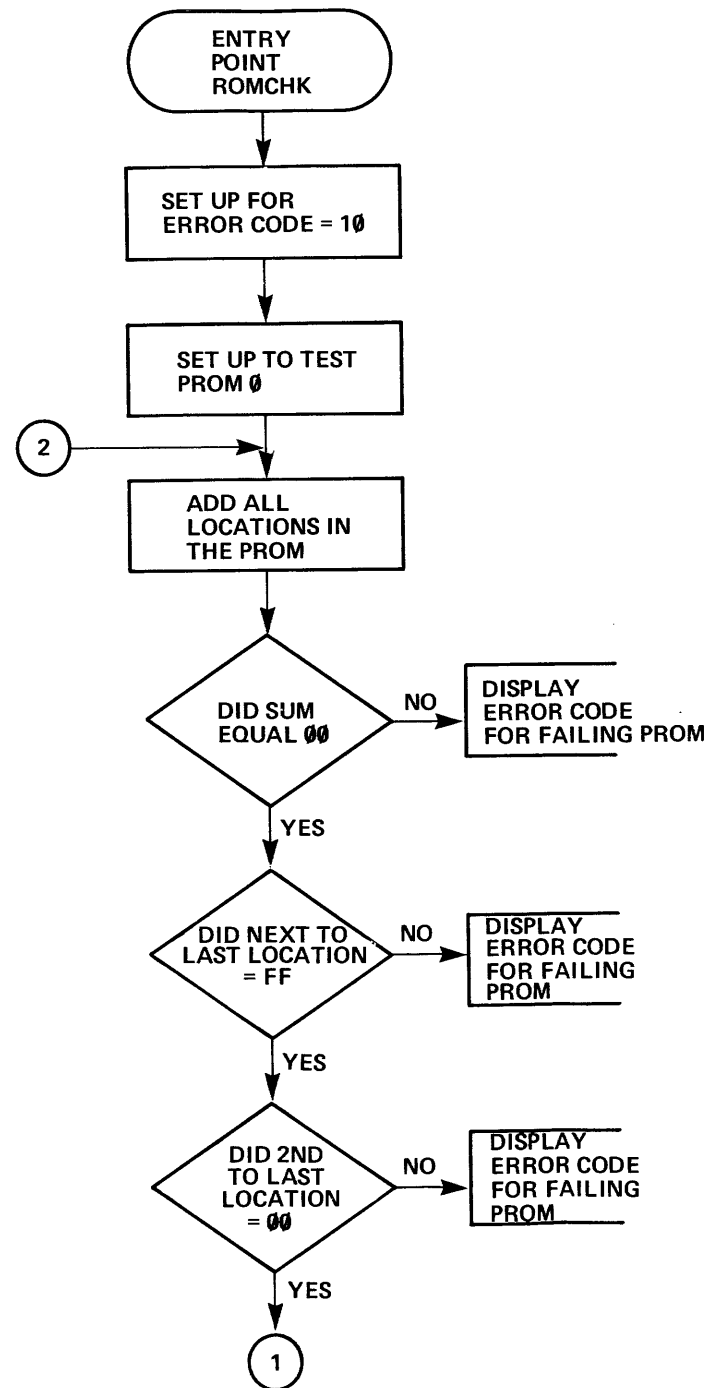 ENTRY
POINT
ROMCHK
SET UP FOR
ERROR CODE = 1Ø
SET UP TO TEST
PROM Ø
2
ADD ALL
LOCATIONS IN
THE PROM
DID SUM
EQUAL ØØ
NO
DISPLAY
ERROR CODE
FOR FAILING PROM
YES
DID NEXT TO
LAST LOCATION
= FF
NO
DISPLAY
ERROR CODE
FOR FAILING
PROM
YES
DID 2ND
TO LAST
LOCATION
= ØØ
NO
DISPLAY
ERROR CODE
FOR FAILING
PROM
YES
1